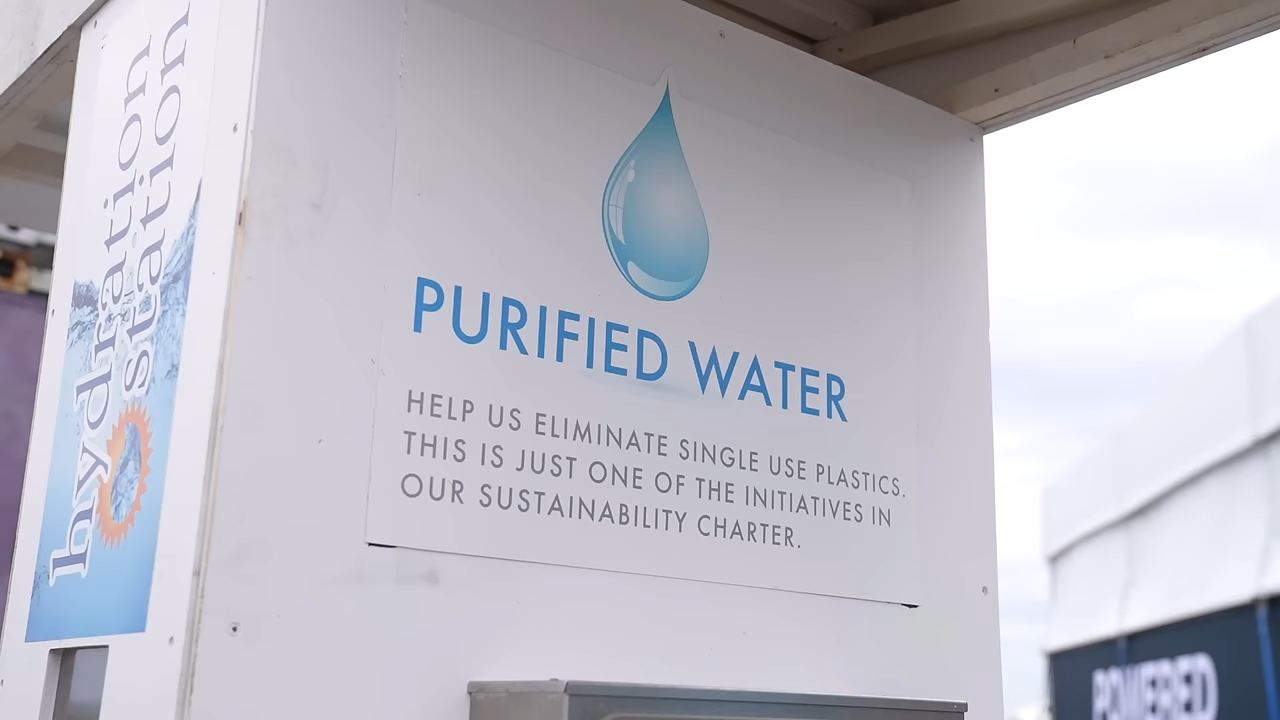 hydration
station
PURIFIED WATER
HELP US ELIMINATE SINGLE USE PLASTICS.
THIS IS JUST ONE OF THE INITIATIVES IN
OUR SUSTAINABILITY CHARTER.
POWERED